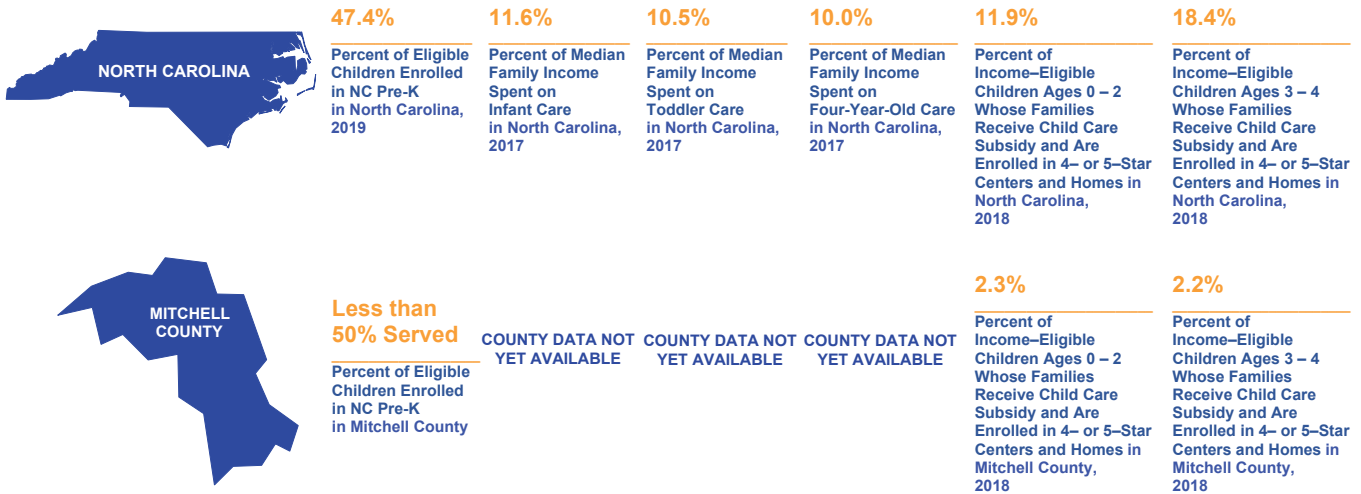 NORTH CAROLINA
47.4%
Percent of Eligible
Children Enrolled
in NC Pre-K
in North Carolina,
2019
11.6%
Percent of Median
Family Income
Spent on
Infant Care
in North Carolina,
2017
10.5%
Percent of Median
Family Income
Spent on
Toddler Care
in North Carolina,
2017
10.0%
Percent of Median
Family Income
Spent on
Four-Year-Old Care
in North Carolina,
2017
11.9%
Percent of
Income–Eligible
Children Ages 0 – 2
Whose Families
Receive Child Care
Subsidy and Are
Enrolled in 4– or 5–Star
Centers and Homes in
North Carolina,
2018
18.4%
Percent of
Income–Eligible
Children Ages 3 – 4
Whose Families
Receive Child Care
Subsidy and Are
Enrolled in 4– or 5–Star
Centers and Homes in
North Carolina,
2018
MITCHELL
COUNTY
Less than
50% Served
Percent of Eligible
Children Enrolled
in NC Pre-K
in Mitchell County
COUNTY DATA NOT
YET AVAILABLE
COUNTY DATA NOT
YET AVAILABLE
COUNTY DATA NOT
YET AVAILABLE
2.3%
Percent of
Income–Eligible
Children Ages 0 – 2
Whose Families
Receive Child Care
Subsidy and Are
Enrolled in 4– or 5–Star
Centers and Homes in
Mitchell County,
2018
2.2%
Percent of
Income–Eligible
Children Ages 3 – 4
Whose Families
Receive Child Care
Subsidy and Are
Enrolled in 4– or 5–Star
Centers and Homes in
Mitchell County,
2018